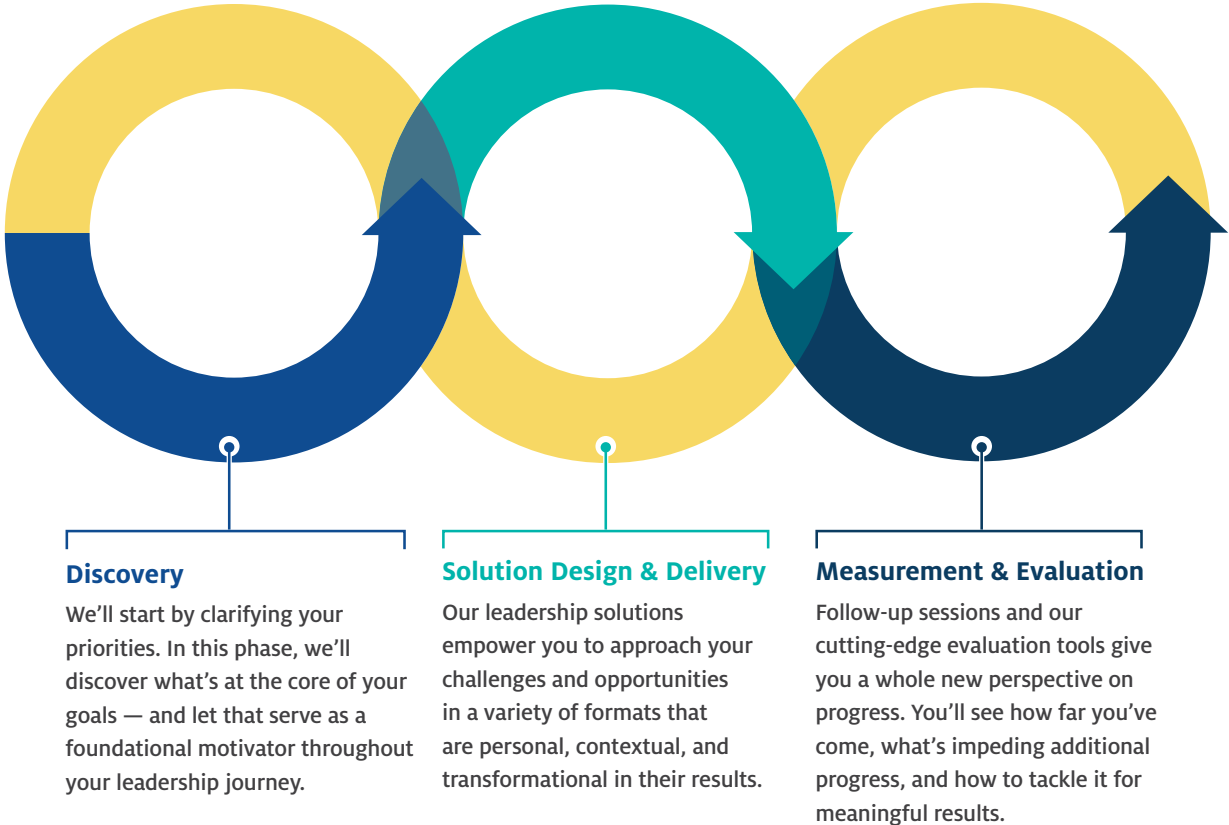 Discovery
We’ll start by clarifying your
priorities. In this phase, we’ll
discover what’s at the core of your
goals — and let that serve as a
foundational motivator throughout
your leadership journey.
Solution Design & Delivery
Our leadership solutions
empower you to approach your
challenges and opportunities
in a variety of formats that
are personal, contextual, and
transformational in their results.
Measurement & Evaluation
Follow-up sessions and our
cutting-edge evaluation tools give
you a whole new perspective on
progress. You’ll see how far you’ve
come, what’s impeding additional
progress, and how to tackle it for
meaningful results.